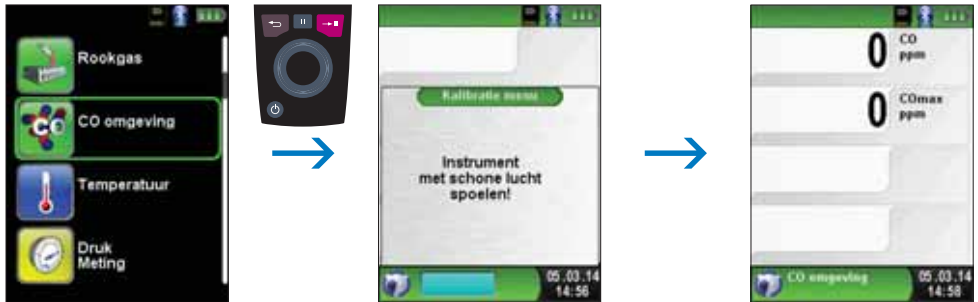 Rookgas
CO omgeving
Temperatuur
Druk
Meting
Kalibratie menu
Instrument
met schone lucht
spoelen!
05.03.14
14:56
0 CO
ppm
0 COmax
ppm
CO omgeving
05.03.14
14:58